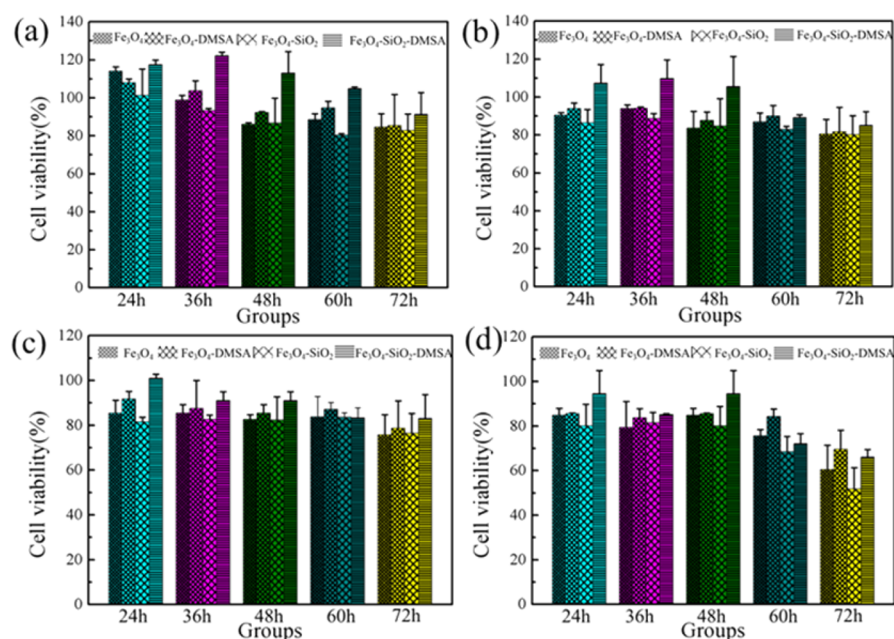 (a)
Fe₃O₄ Fe₃O₄-DMSA Fe₃O₄-SiO₂ Fe₃O₄-SiO₂-DMSA
140
120
100
80
60
40
20
0
Cell viability(%)
24h 36h 48h 60h 72h
Groups
(b)
Fe₃O₄ Fe₃O₄-DMSA Fe₃O₄-SiO₂ Fe₃O₄-SiO₂-DMSA
140
120
100
80
60
40
20
0
Cell viability(%)
24h 36h 48h 60h 72h
Groups
(c)
Fe₃O₄ Fe₃O₄-DMSA Fe₃O₄-SiO₂ Fe₃O₄-SiO₂-DMSA
120
100
80
60
40
20
0
Cell viability(%)
24h 36h 48h 60h 72h
Groups
(d)
Fe₃O₄ Fe₃O₄-DMSA Fe₃O₄-SiO₂ Fe₃O₄-SiO₂-DMSA
120
100
80
60
40
20
0
Cell viability(%)
24h 36h 48h 60h 72h
Groups